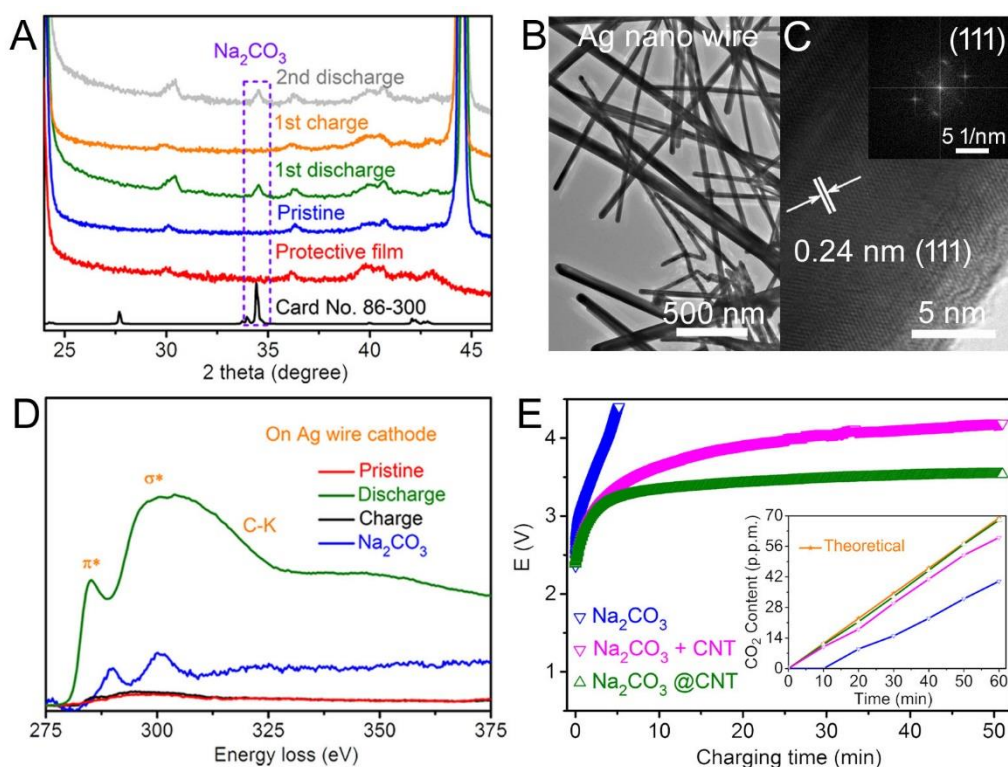 A
Na₂CO₃
2nd discharge
1st charge
1st discharge
Pristine
Protective film
Card No. 86-300
25 30 35 40 45
2 theta (degree)
B
Ag nano wire
500 nm
C
(111)
5 1/nm
0.24 nm (111)
5 nm
D
On Ag wire cathode
Pristine
Discharge
Charge
Na₂CO₃
σ*
π*
C-K
275 300 325 350 375
Energy loss (eV)
E
4
3
2
1
0
E (V)
Na₂CO₃
Na₂CO₃ + CNT
Na₂CO₃ @CNT
0 10 20 30 40 50
Charging time (min)
70
56
42
28
14
0
CO₂ Content (p.p.m.)
Theoretical
0 10 20 30 40 50 60
Time (min)